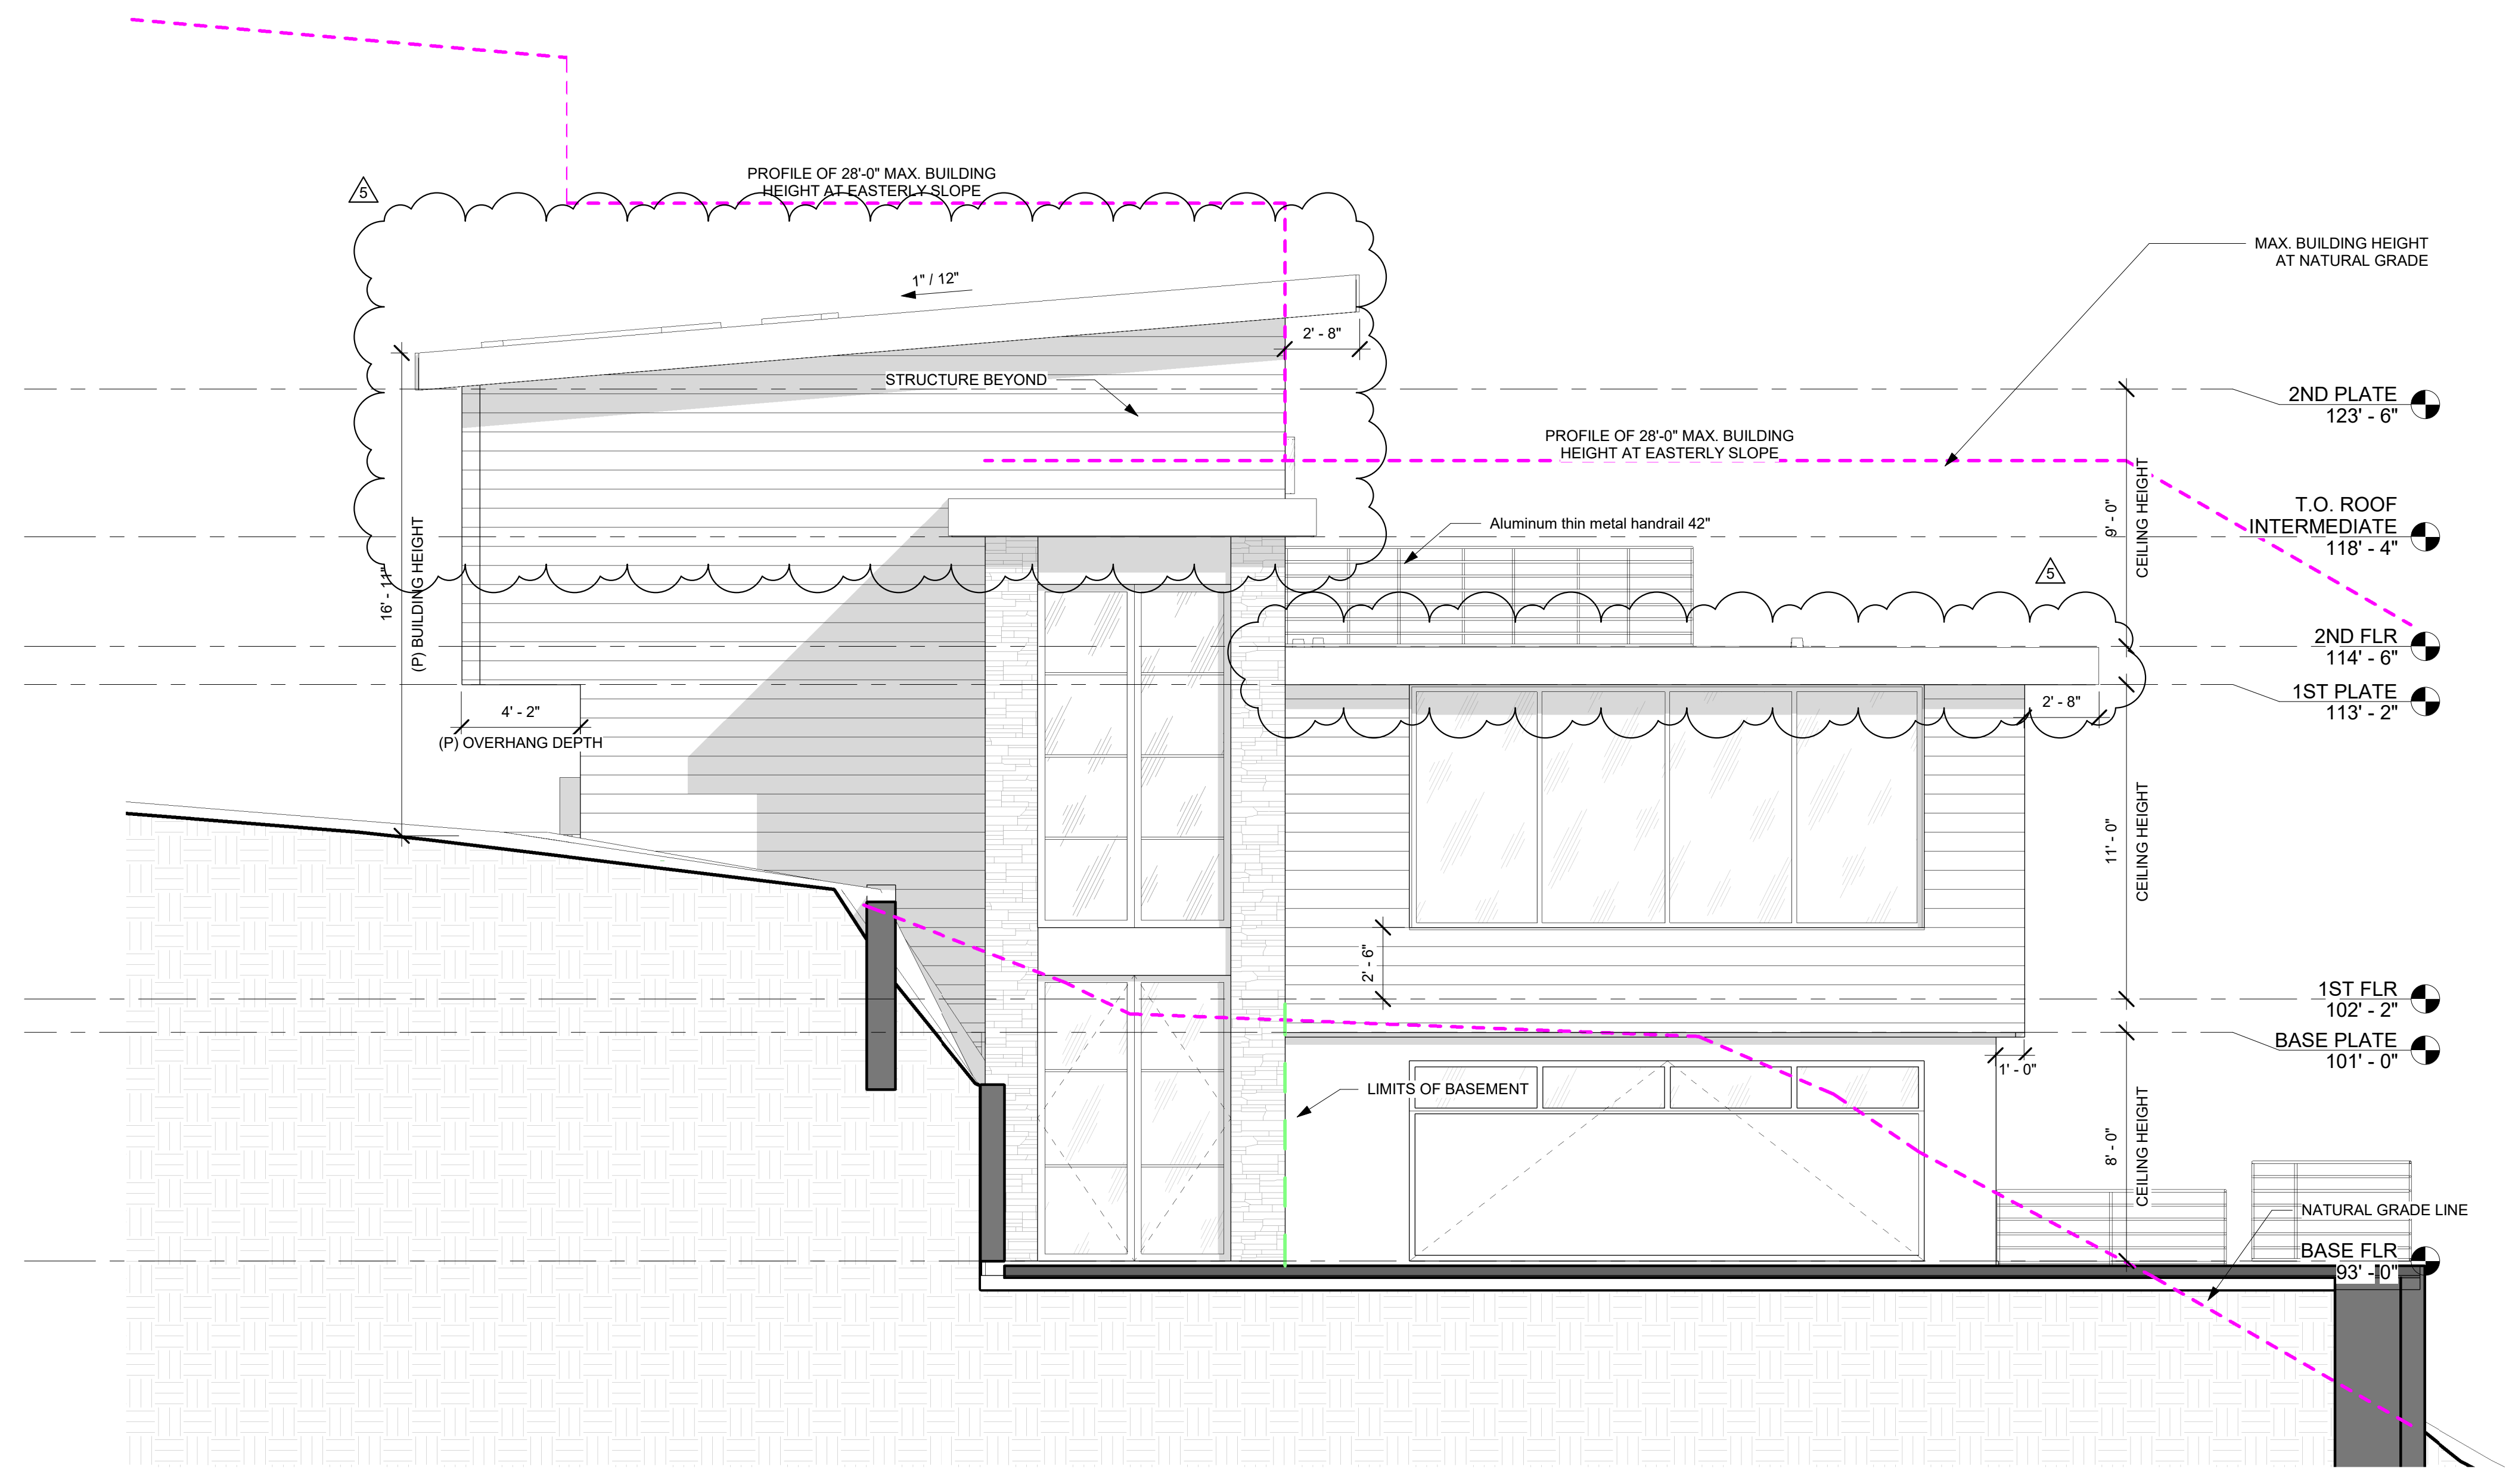 PROFILE OF 28'-0" MAX. BUILDING
HEIGHT AT EASTERLY SLOPE
5
MAX. BUILDING HEIGHT
AT NATURAL GRADE
1" / 12"
2' - 8"
STRUCTURE BEYOND
2ND PLATE
123' - 6"
PROFILE OF 28'-0" MAX. BUILDING
HEIGHT AT EASTERLY SLOPE
9' - 0"
CEILING HEIGHT
T.O. ROOF
INTERMEDIATE
118' - 4"
Aluminum thin metal handrail 42"
16' - 11"
(P) BUILDING HEIGHT
5
2ND FLR
114' - 6"
1ST PLATE
113' - 2"
4' - 2"
(P) OVERHANG DEPTH
2' - 8"
11' - 0"
CEILING HEIGHT
2' - 6"
1ST FLR
102' - 2"
BASE PLATE
101' - 0"
1' - 0"
LIMITS OF BASEMENT
8' - 0"
CEILING HEIGHT
NATURAL GRADE LINE
BASE FLR
93' - 0"